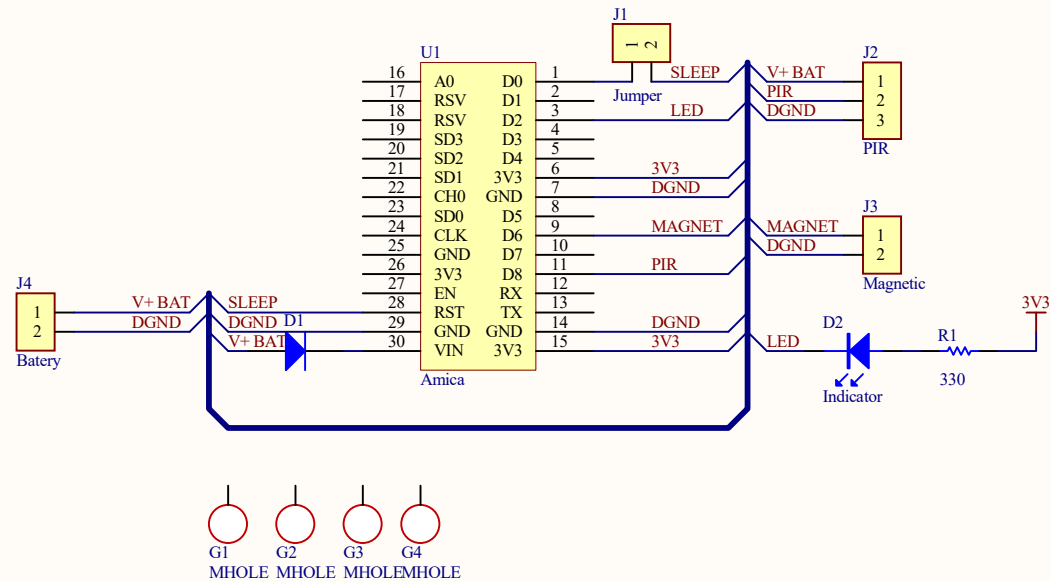 J1
1 2
Jumper
U1
16 A0 D0 1
17 RSV D1 2
18 RSV D2 3
19 SD3 D3 4
20 SD2 D4 5
21 SD1 3V3 6
22 CH0 GND 7
23 SD0 D5 8
24 CLK D6 9
25 GND D7 10
26 3V3 D8 11
27 EN RX 12
28 RST TX 13
29 GND GND 14
30 VIN 3V3 15
Amica
SLEEP
LED
3V3
DGND
MAGNET
PIR
DGND
3V3
J2
V+ BAT 1
PIR 2
DGND 3
PIR
J3
MAGNET 1
DGND 2
Magnetic
J4
1 V+ BAT
2 DGND
Batery
SLEEP
DGND
V+ BAT
D1
LED
D2
Indicator
R1
330
3V3
G1 G2 G3 G4
MHOLE MHOLE MHOLE MHOLE